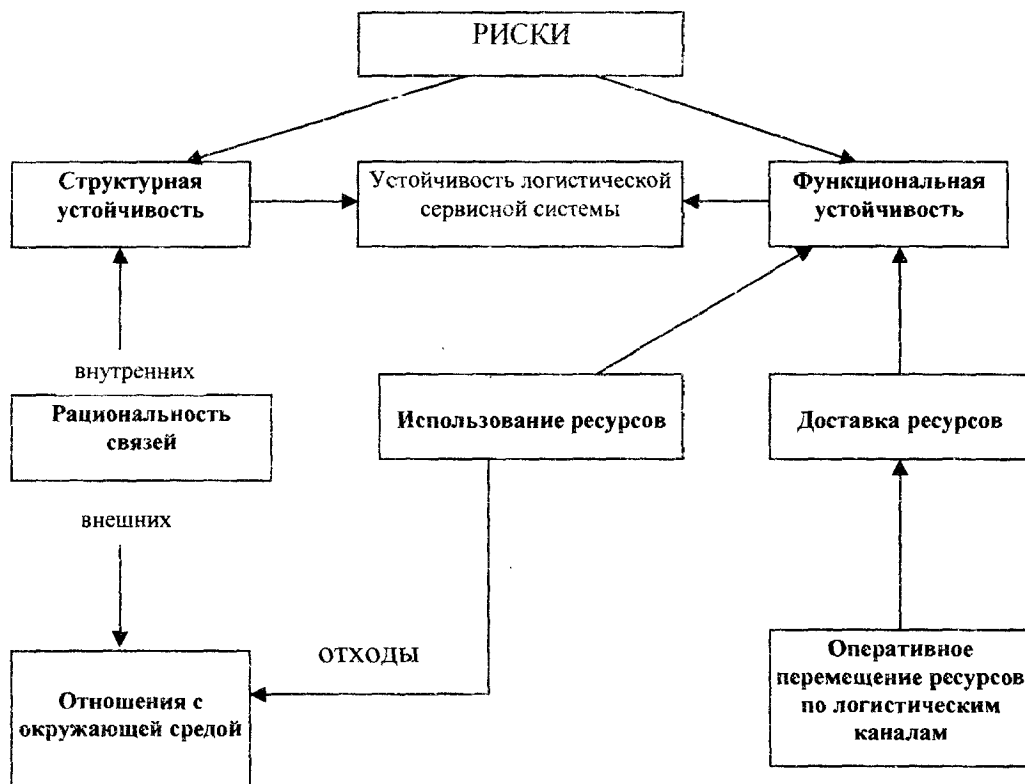 РИСКИ
Структурная
устойчивость
Устойчивость логистической
сервисной системы
Функциональная
устойчивость
внутренних
Рациональность
связей
Использование ресурсов
Доставка ресурсов
внешних
ОТХОДЫ
Отношения с
окружающей средой
Оперативное
перемещение ресурсов
по логистическим
каналам